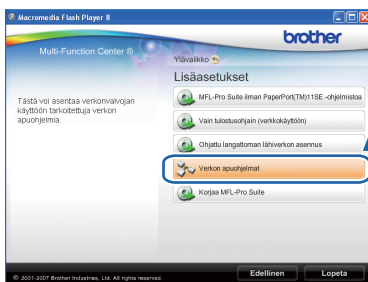 Macromedia Flash Player 8
brother
Multi-Function Center ®
Ylävalikko
Lisäasetukset
Tästä voi asentaa verkonvalvojan
käyttöön tarkoitettuja verkon
apuohjelmia.
MFL-Pro Suite ilman PaperPort(TM)11SE -ohjelmistoa
Vain tulostusohjain (verkkokäyttöön)
Ohjattu langattoman lähiverkon asennus
Verkon apuohjelmat
Korjaa MFL-Pro Suite
© 2001-2007 Brother Industries, Ltd. All rights reserved.
Edellinen
Lopeta